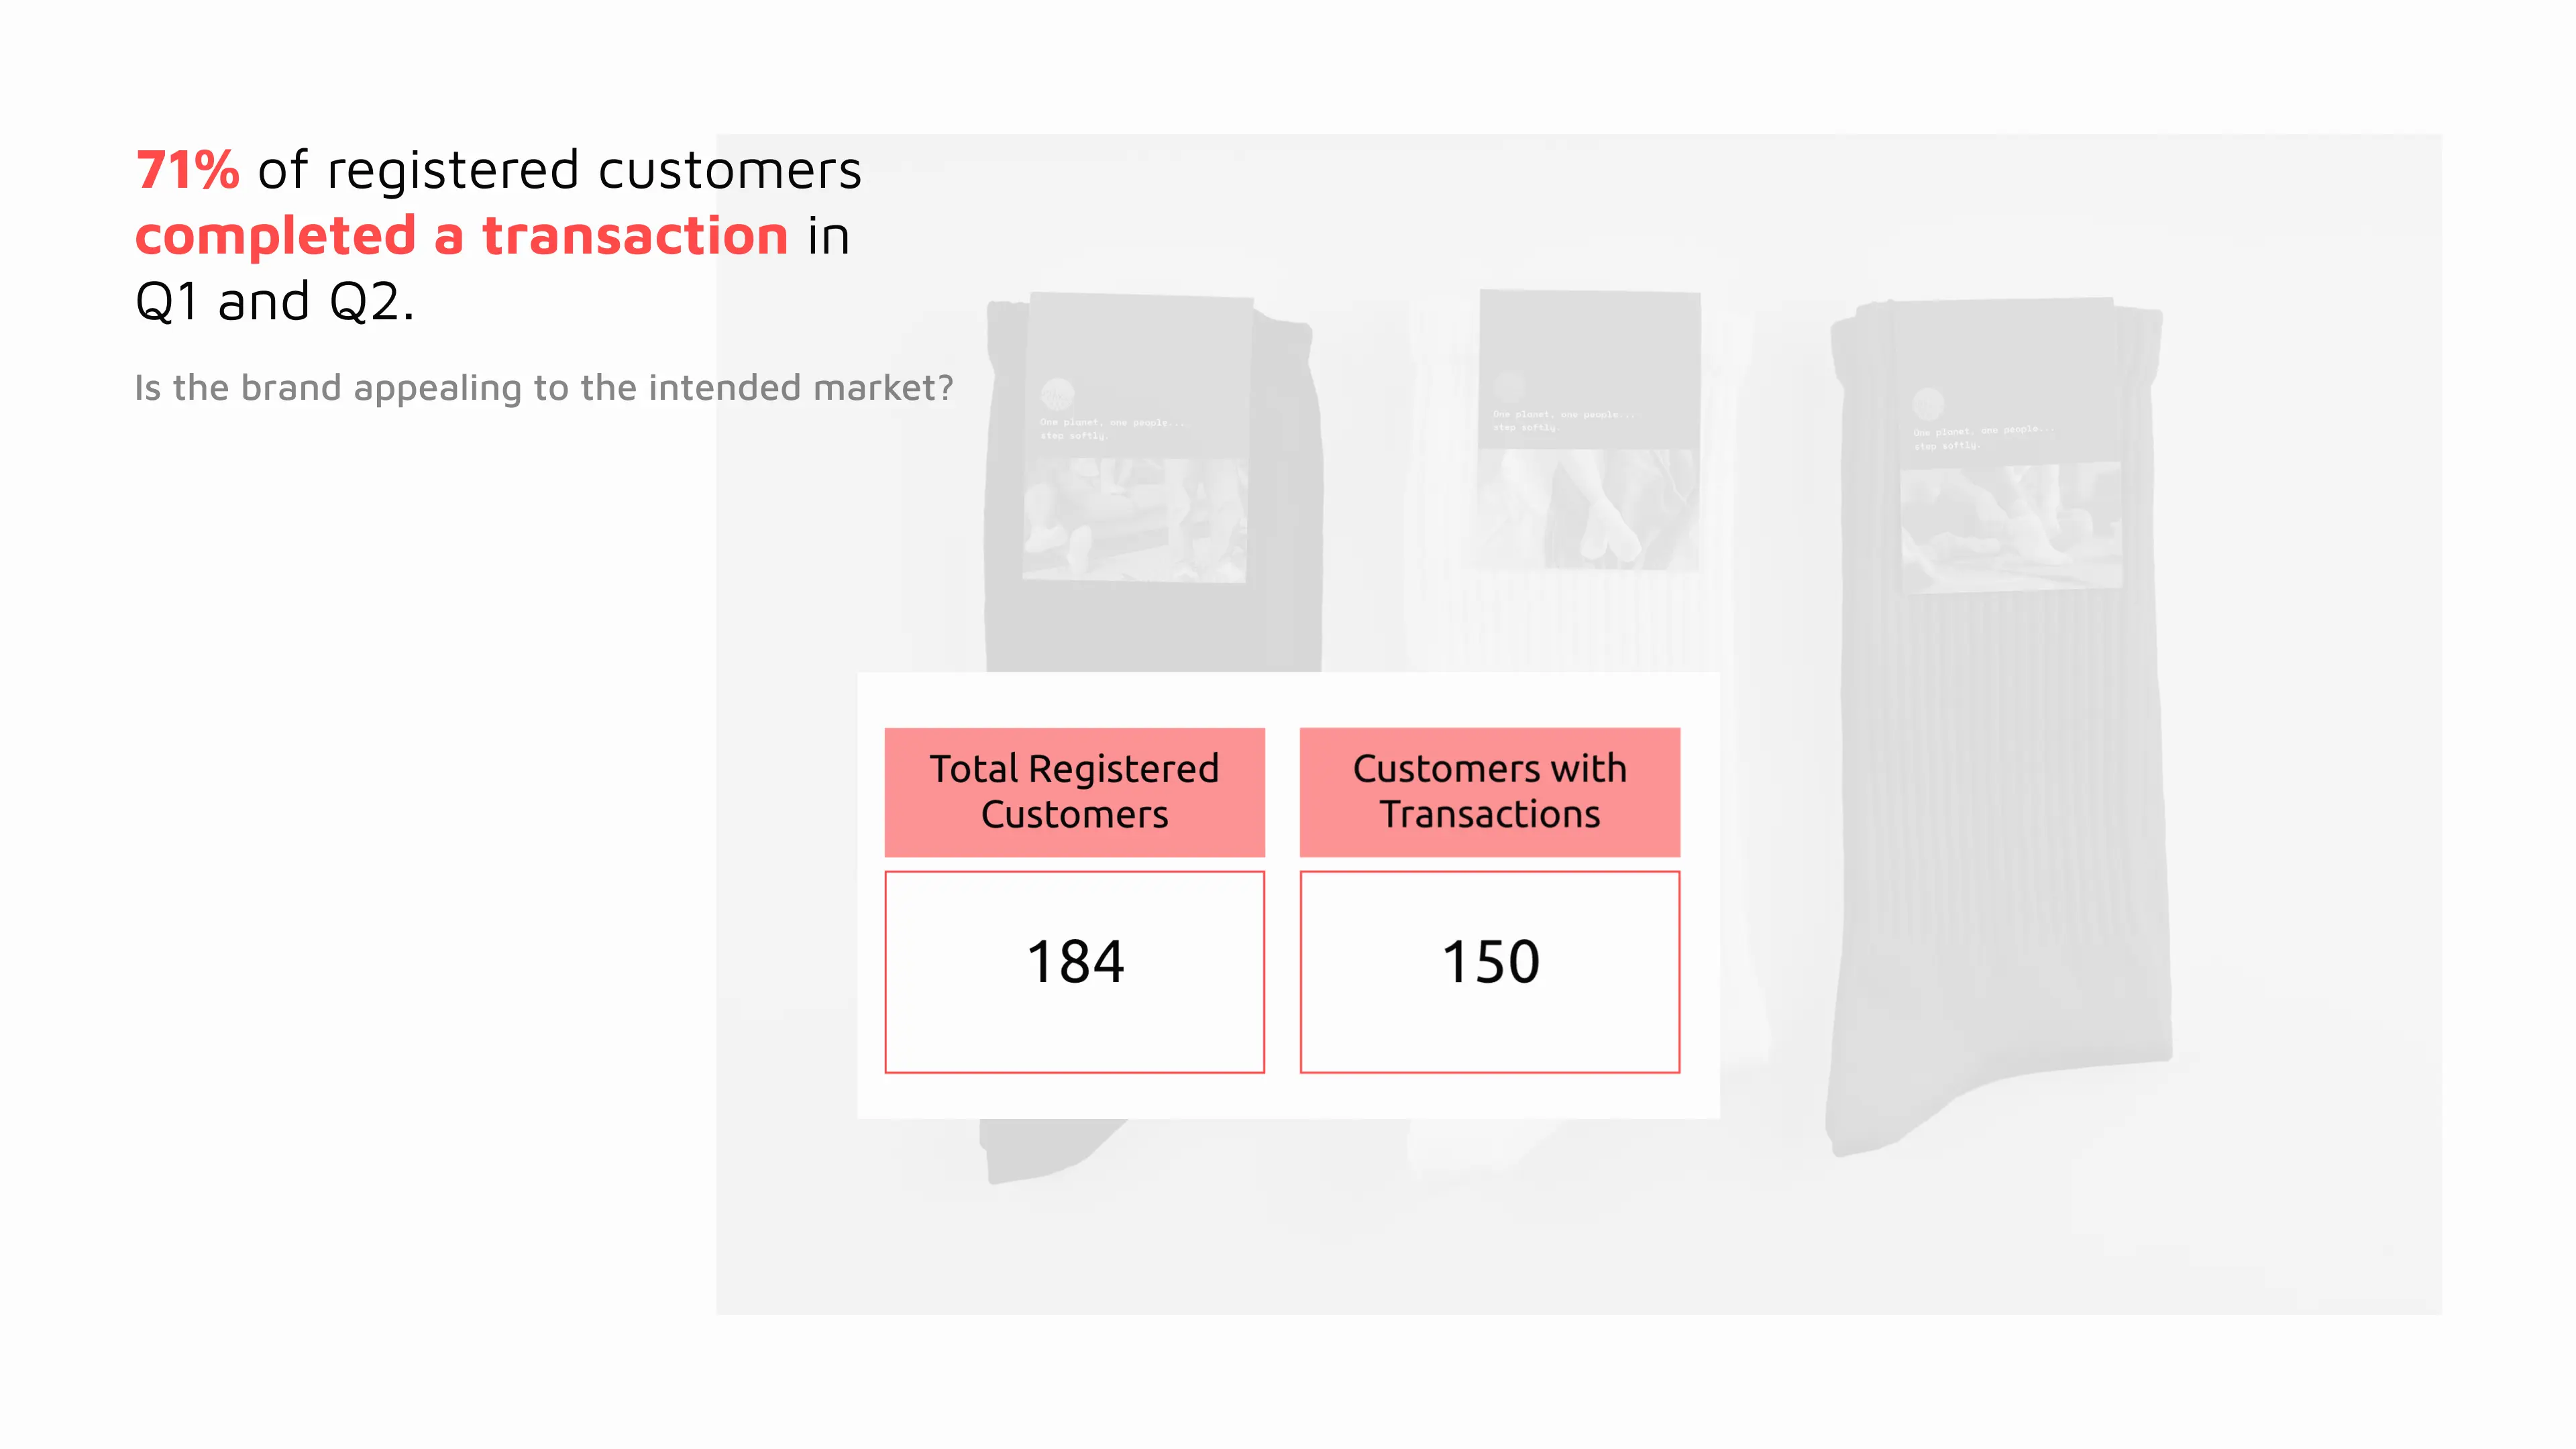 71% of registered customers
completed a transaction in
Q1 and Q2.
Is the brand appealing to the intended market?
One planet, one people...
step softly.
One planet, one people...
step softly.
One planet, one people...
step softly.
Total Registered
Customers
Customers with
Transactions
184
150